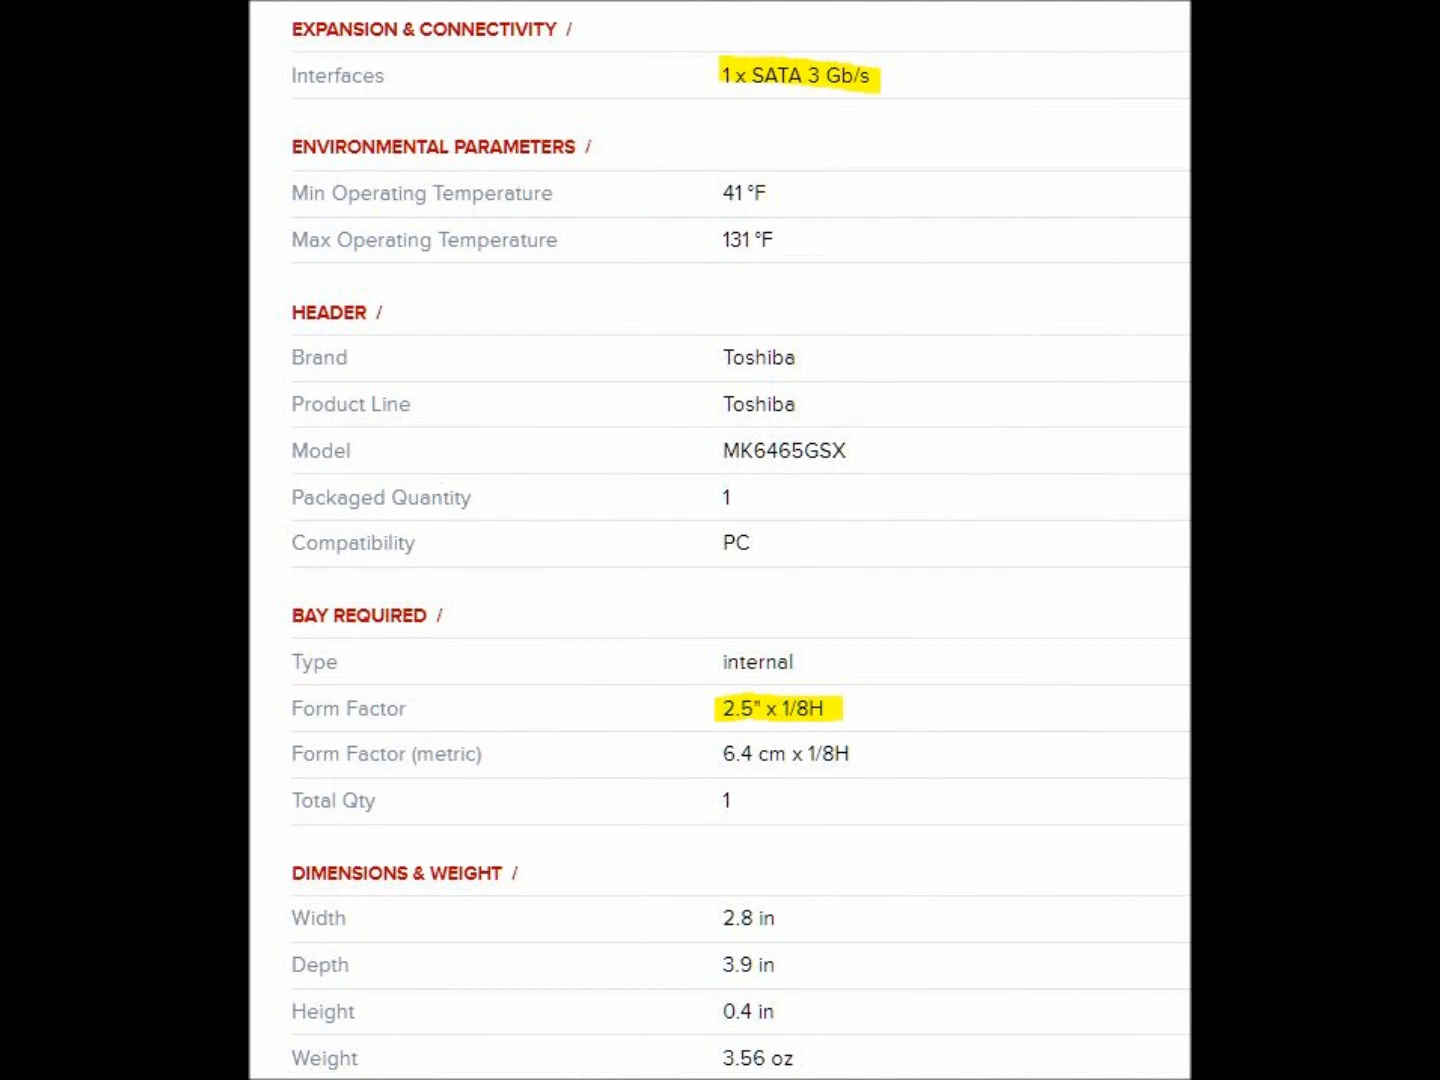 EXPANSION & CONNECTIVITY /
Interfaces 1 x SATA 3 Gb/s
ENVIRONMENTAL PARAMETERS /
Min Operating Temperature 41 °F
Max Operating Temperature 131 °F
HEADER /
Brand Toshiba
Product Line Toshiba
Model MK6465GSX
Packaged Quantity 1
Compatibility PC
BAY REQUIRED /
Type internal
Form Factor 2.5" x 1/8H
Form Factor (metric) 6.4 cm x 1/8H
Total Qty 1
DIMENSIONS & WEIGHT /
Width 2.8 in
Depth 3.9 in
Height 0.4 in
Weight 3.56 oz